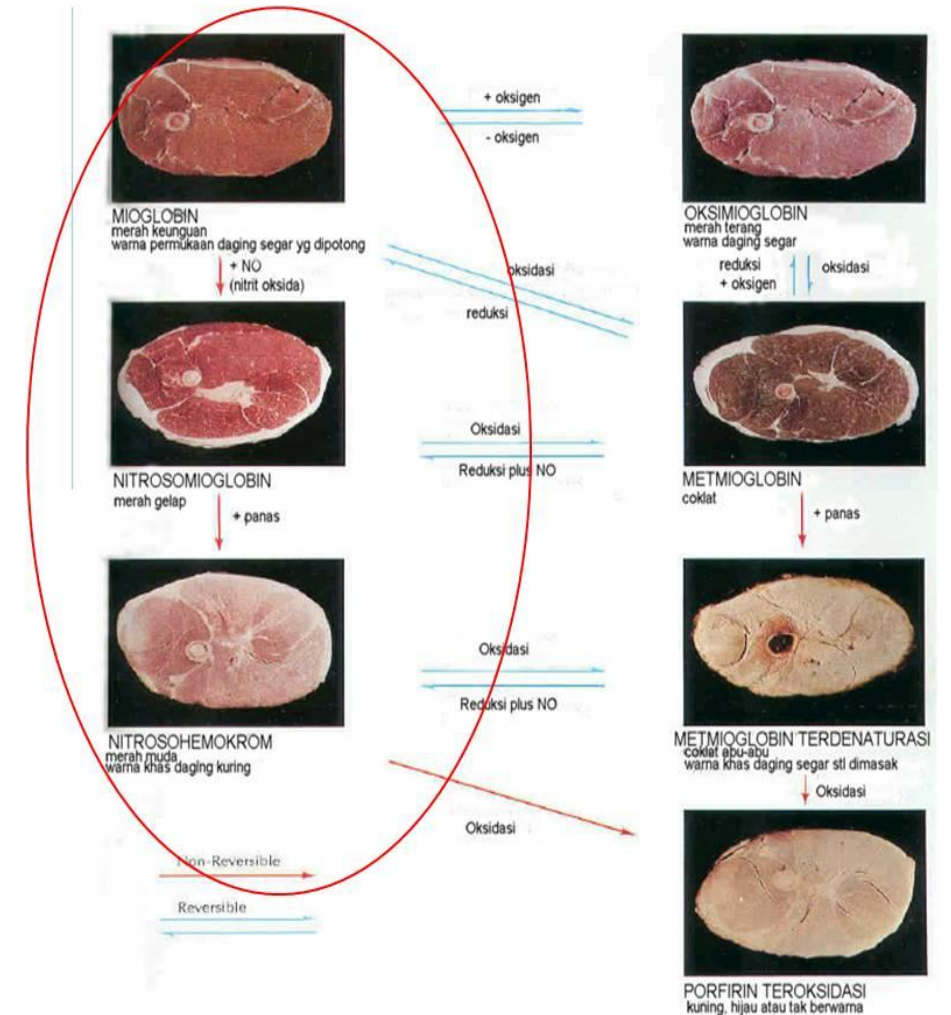 MIOGLOBIN
merah keunguan
warna permukaan daging segar yg dipotong
+ oksigen
- oksigen
OKSIMIOGLOBIN
merah terang
warna daging segar
+ NO
(nitrit oksida)
oksidasi
reduksi
reduksi
+ oksigen
oksidasi
NITROSOMIOGLOBIN
merah gelap
Oksidasi
Reduksi plus NO
METMIOGLOBIN
coklat
+ panas
+ panas
NITROSOHEMOKROM
merah muda
warna khas daging kuring
Oksidasi
Reduksi plus NO
METMIOGLOBIN TERDENATURASI
coklat abu-abu
warna khas daging segar stl dimasak
Oksidasi
Oksidasi
Non-Reversible
Reversible
PORFIRIN TEROKSIDASI
kuning, hijau atau tak berwarna